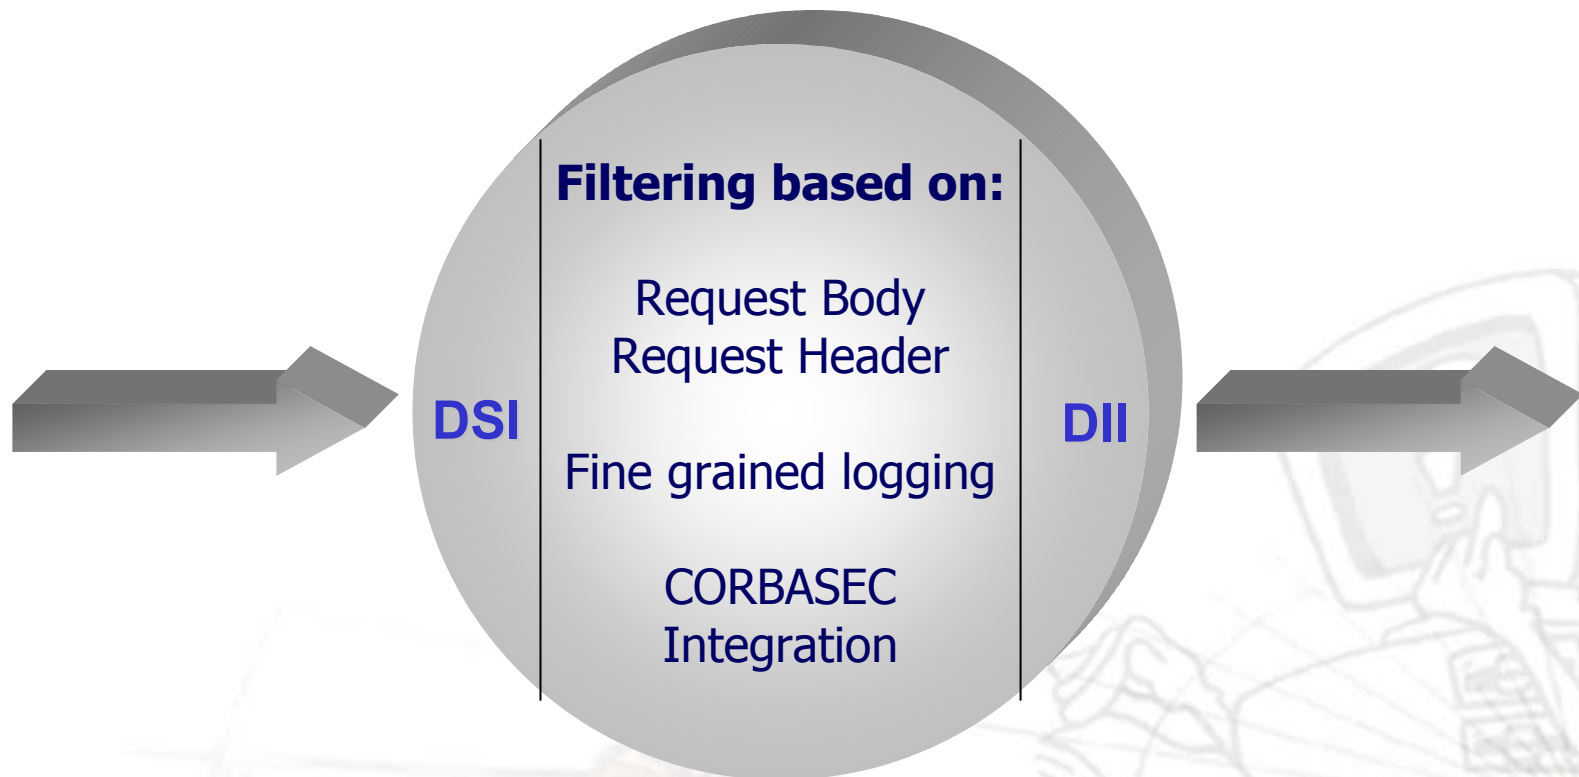 Filtering based on:
Request Body
Request Header
DSI
DII
Fine grained logging
CORBASEC
Integration